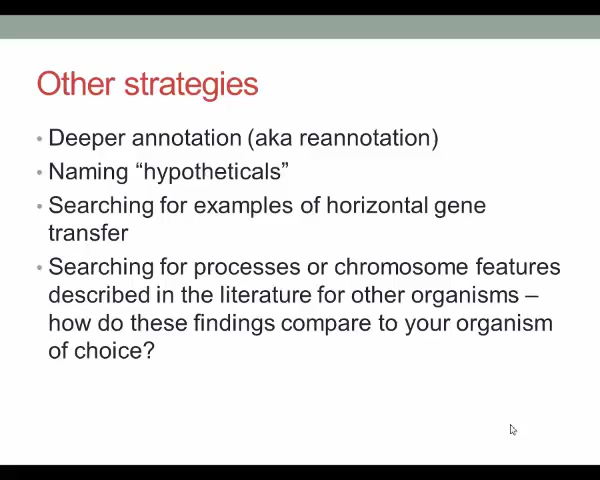 Other strategies
• Deeper annotation (aka reannotation)
• Naming “hypotheticals”
• Searching for examples of horizontal gene
transfer
• Searching for processes or chromosome features
described in the literature for other organisms –
how do these findings compare to your organism
of choice?